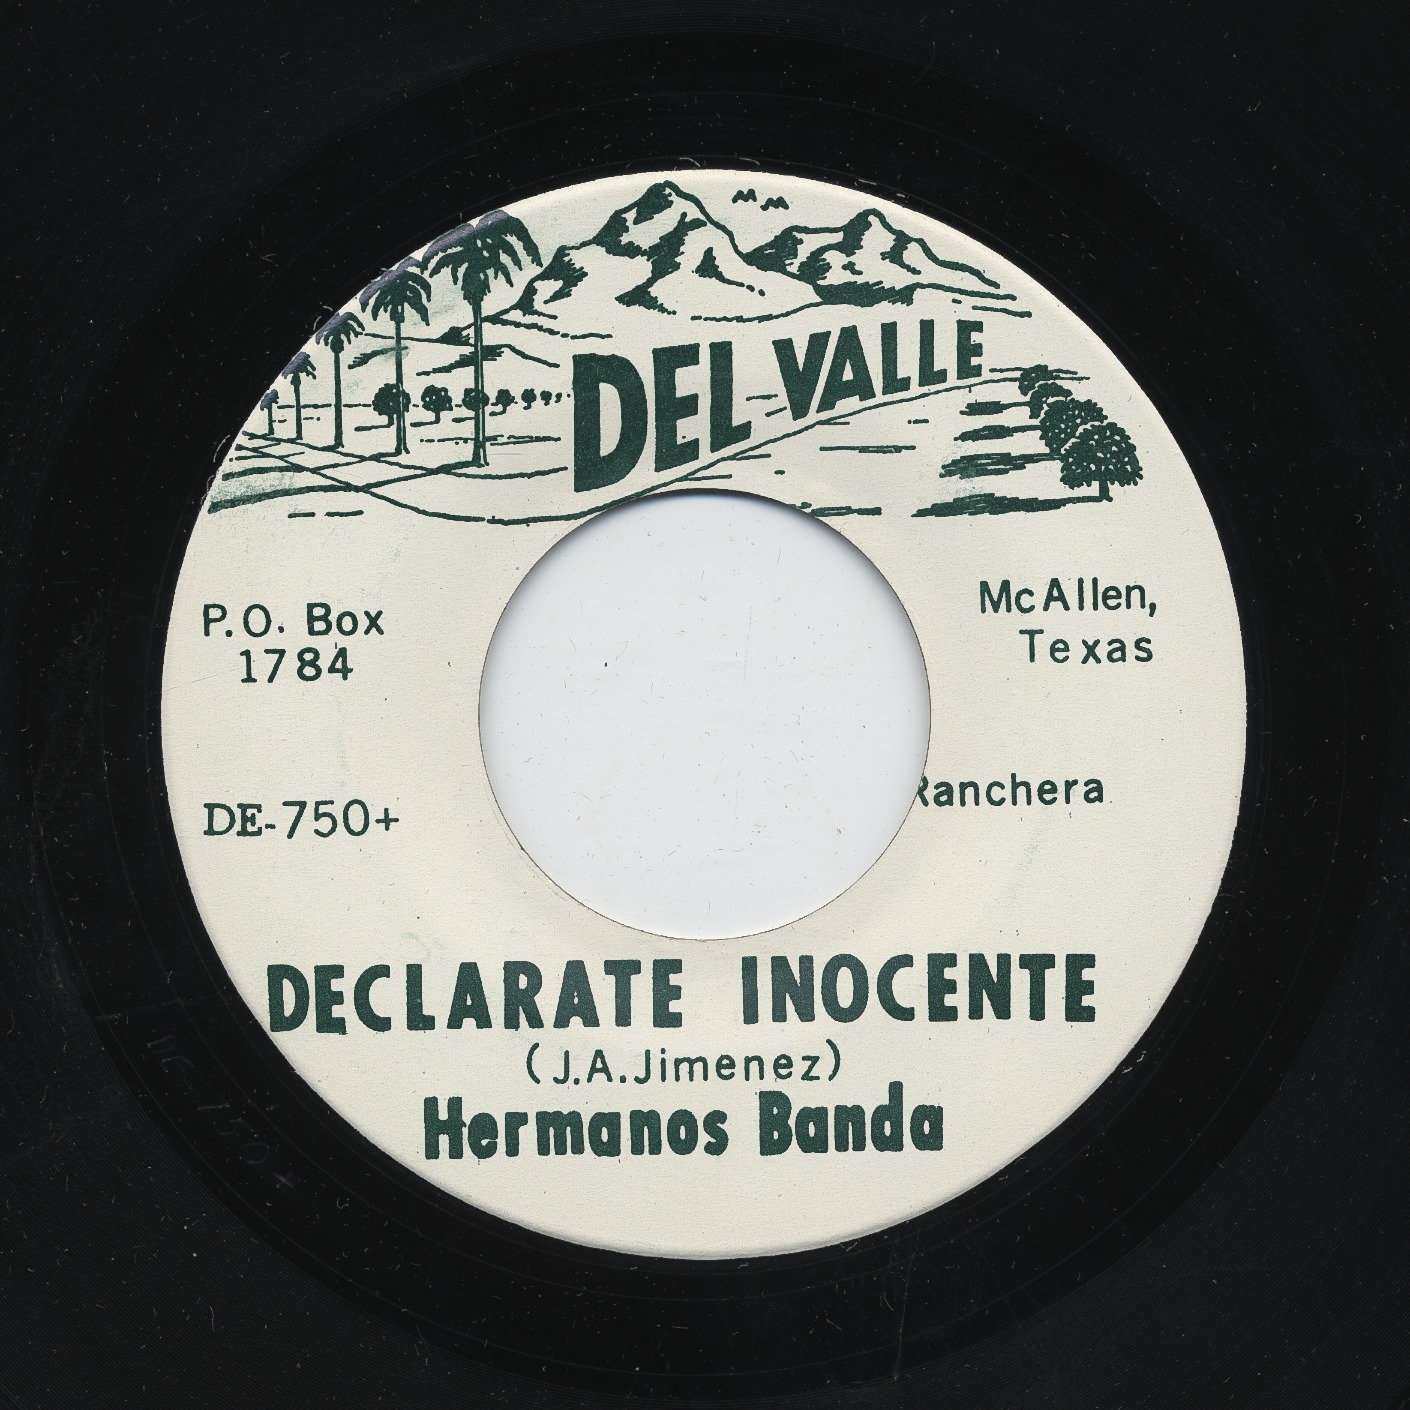 DEL VALLE
P.O. Box
1784
McAllen,
Texas
DE-750+
Ranchera
DECLARATE INOCENTE
(J.A.Jimenez)
Hermanos Banda